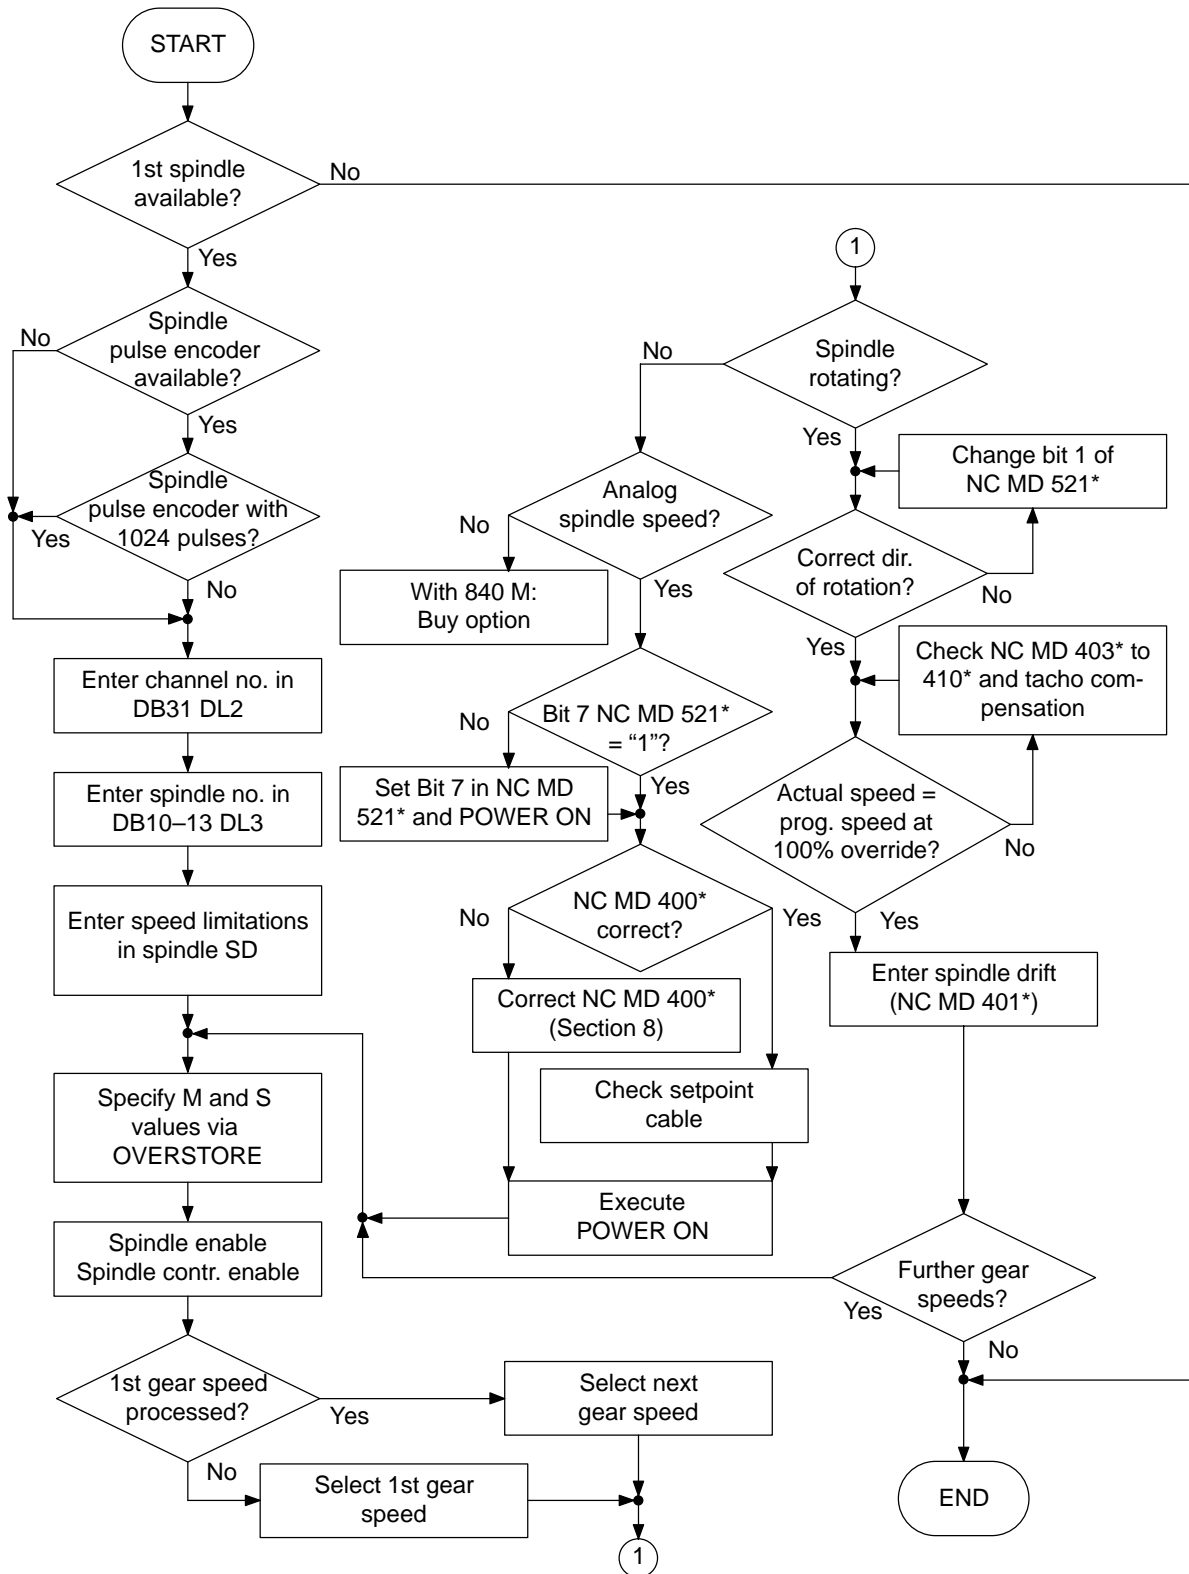 START
1st spindle
available?
No
Yes
Spindle
pulse encoder
available?
No
Yes
Spindle
pulse encoder with
1024 pulses?
Yes
No
Enter channel no. in
DB31 DL2
Enter spindle no. in
DB10–13 DL3
Enter speed limitations
in spindle SD
Specify M and S
values via
OVERSTORE
Spindle enable
Spindle contr. enable
1st gear speed
processed?
Yes
No
Select next
gear speed
Select 1st gear
speed
1
1
Spindle
rotating?
No
Yes
Analog
spindle speed?
No
Yes
With 840 M:
Buy option
Bit 7 NC MD 521*
= “1”?
No
Yes
Set Bit 7 in NC MD
521* and POWER ON
NC MD 400*
correct?
No
Yes
Correct NC MD 400*
(Section 8)
Check setpoint
cable
Execute
POWER ON
Change bit 1 of
NC MD 521*
Correct dir.
of rotation?
No
Yes
Check NC MD 403* to
410* and tacho com-
pensation
Actual speed =
prog. speed at
100% override?
No
Yes
Enter spindle drift
(NC MD 401*)
Further gear
speeds?
Yes
No
END